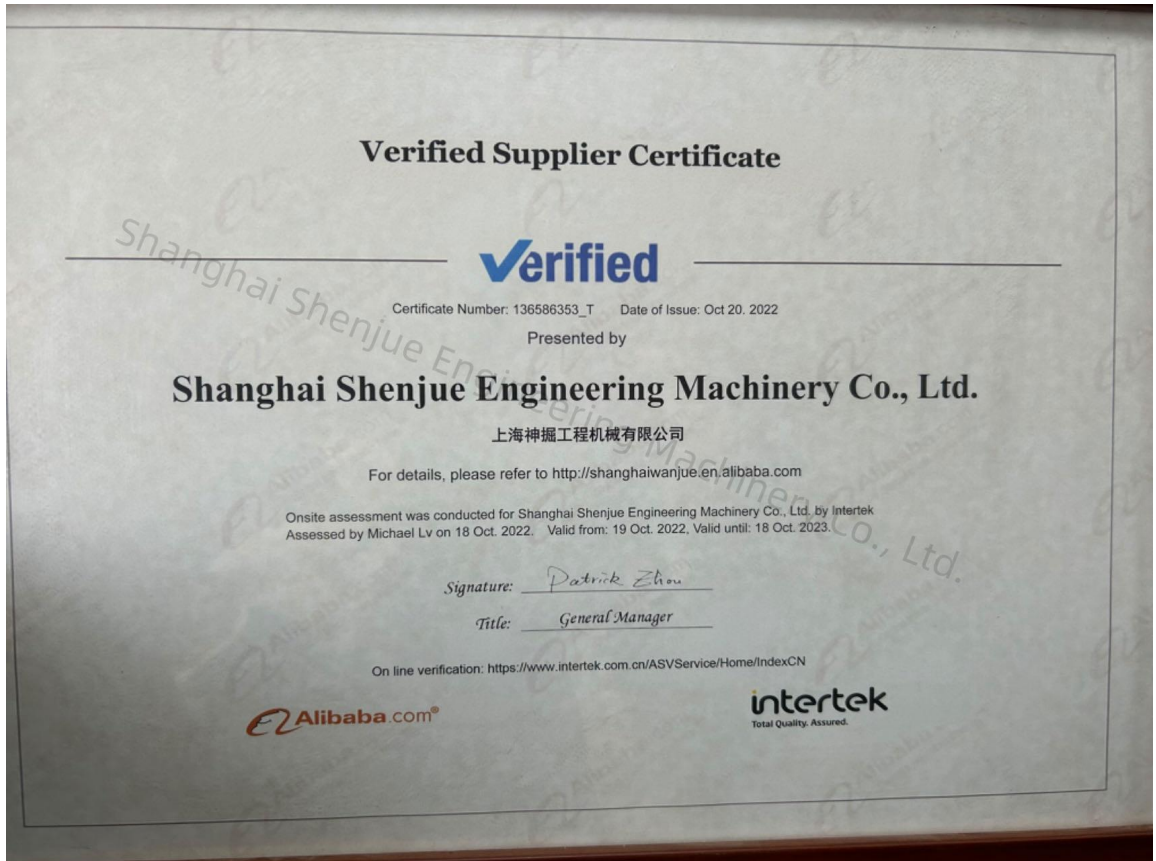 Verified Supplier Certificate
Verified
Certificate Number: 136586353_T Date of Issue: Oct 20. 2022
Presented by
Shanghai Shenjue Engineering Machinery Co., Ltd.
上海神掘工程机械有限公司
For details, please refer to http://shanghaiwanjue.en.alibaba.com
Onsite assessment was conducted for Shanghai Shenjue Engineering Machinery Co., Ltd. by Intertek
Assessed by Michael Lv on 18 Oct. 2022. Valid from: 19 Oct. 2022, Valid until: 18 Oct. 2023.
Signature: Patrick Zhou
Title: General Manager
On line verification: https://www.intertek.com.cn/ASVService/Home/IndexCN
Alibaba.com®
intertek
Total Quality. Assured.
Shanghai Shenjue Engineering Machinery Co., Ltd.